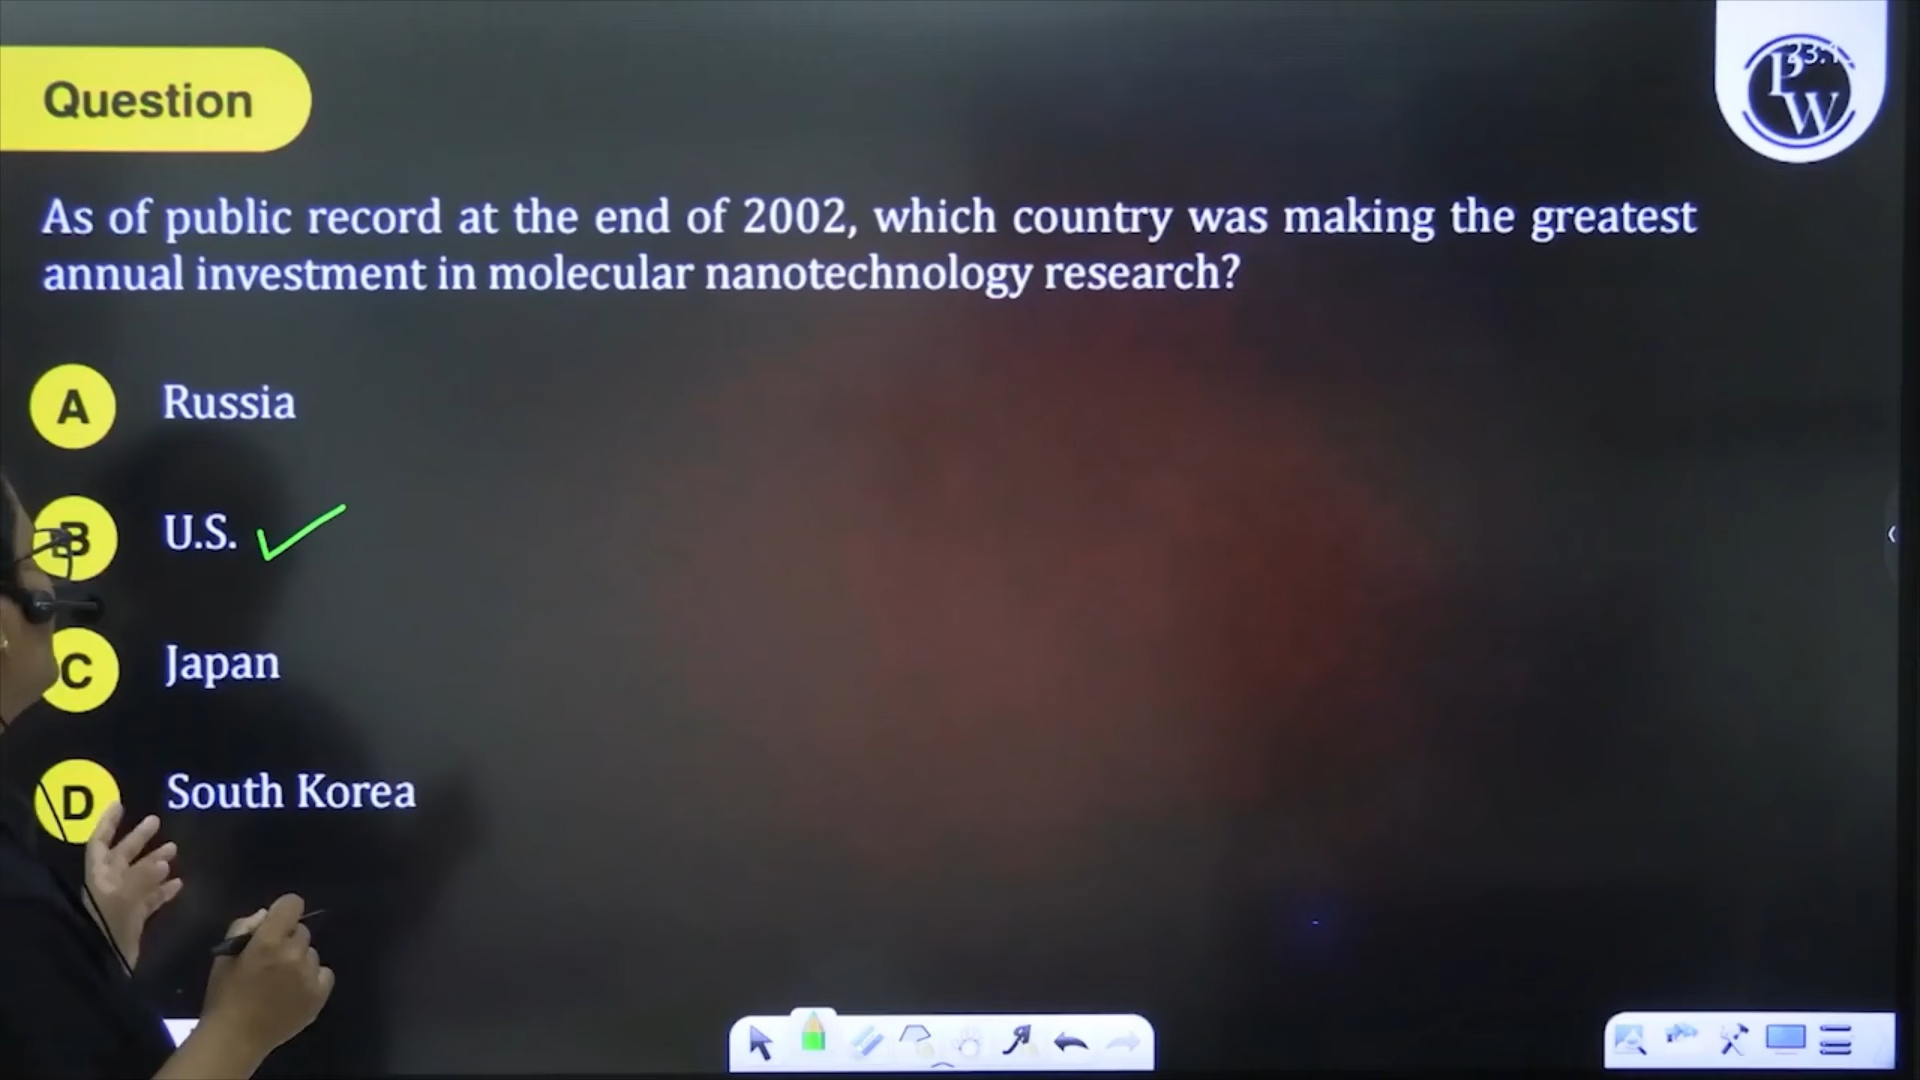 Question
As of public record at the end of 2002, which country was making the greatest
annual investment in molecular nanotechnology research?
A Russia
B U.S.
C Japan
D South Korea
PW